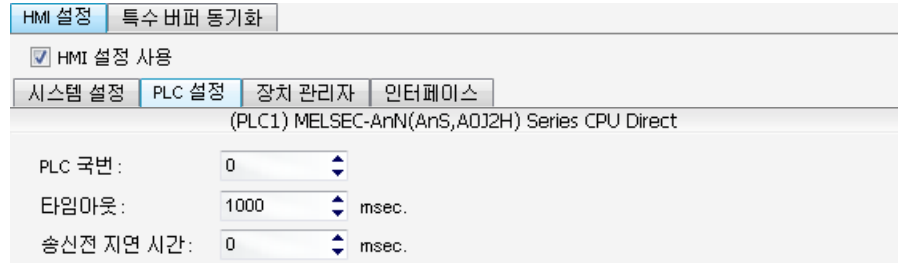 HMI 설정 특수 버퍼 동기화
HMI 설정 사용
시스템 설정 PLC 설정 장치 관리자 인터페이스
(PLC1) MELSEC-AnN(AnS,A0J2H) Series CPU Direct
PLC 국번 : 0
타임아웃 : 1000 msec.
송신전 지연 시간 : 0 msec.